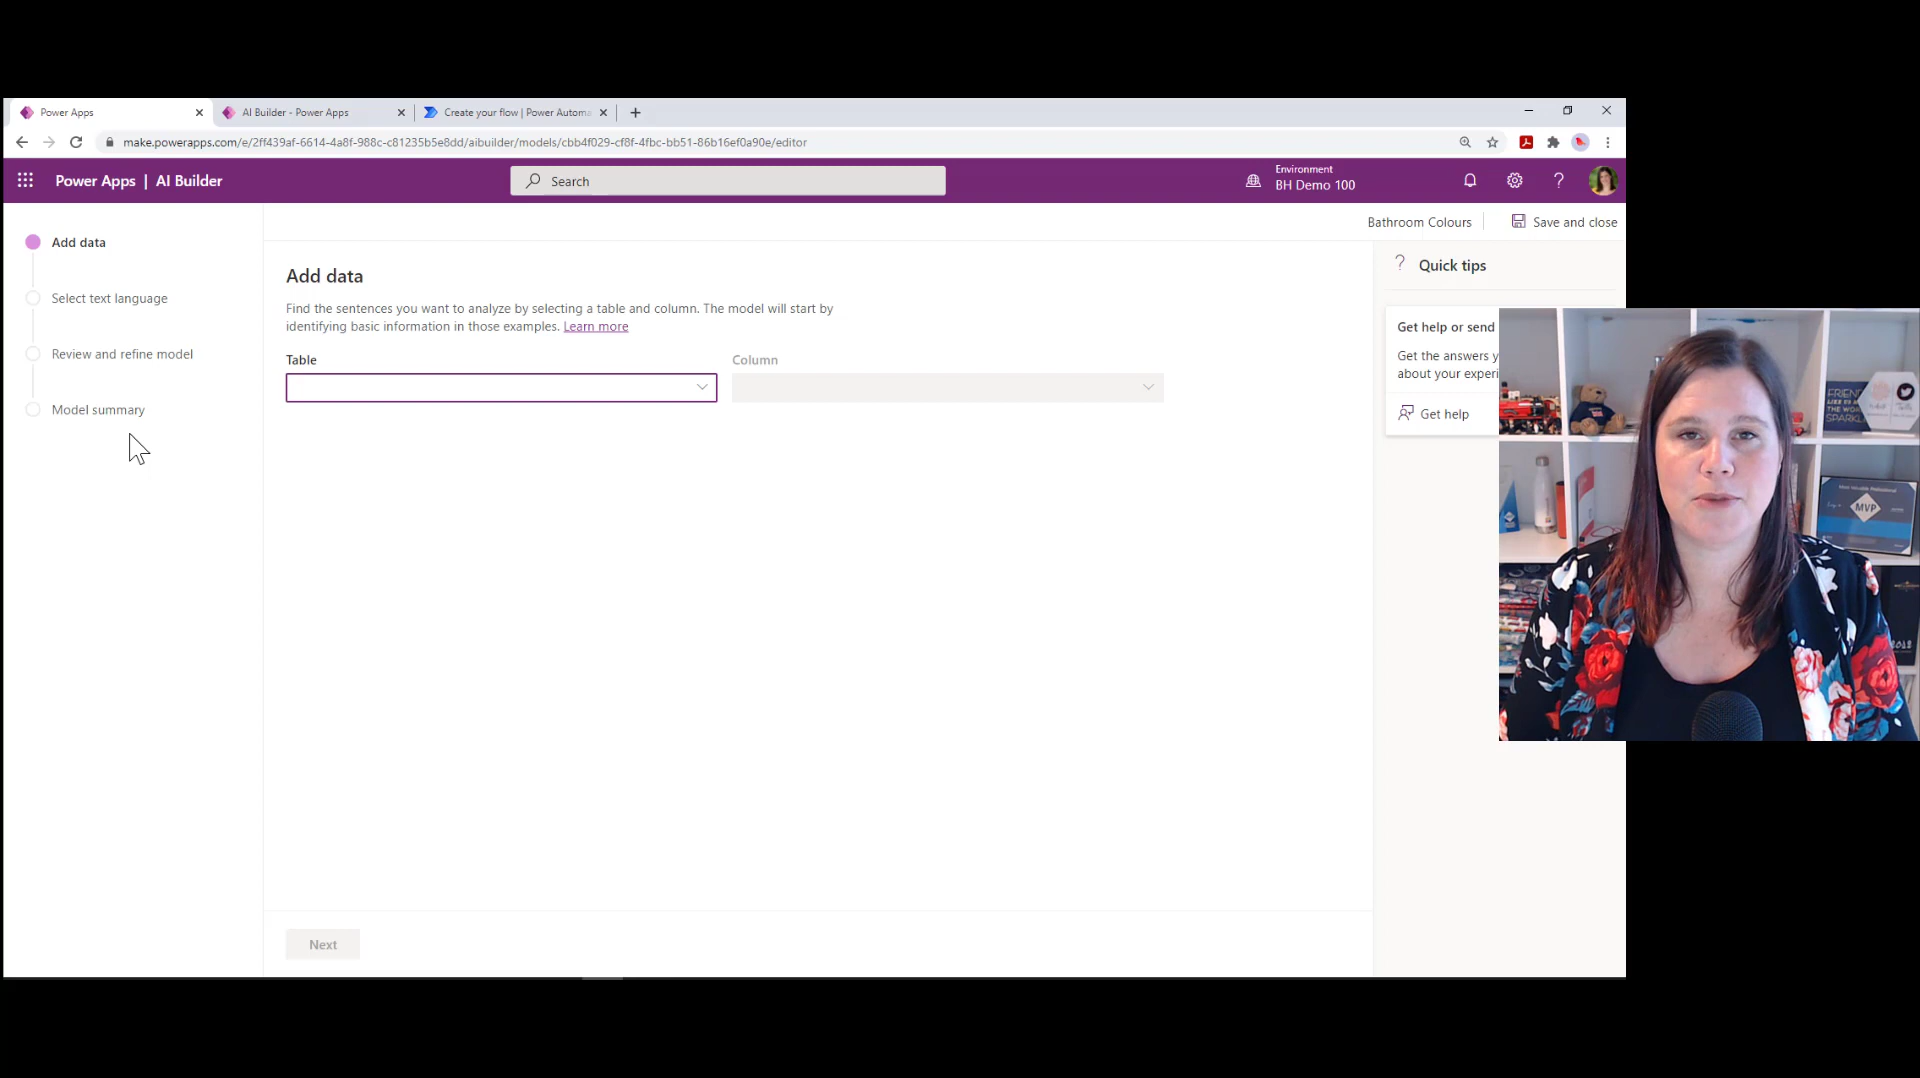 Power Apps
AI Builder - Power Apps
Create your flow | Power Automa
make.powerapps.com/e/2ff439af-6614-4a8f-988c-c81235b5e8dd/aibuilder/models/cbb4f029-cf8f-4fbc-bb51-86b16ef0a90e/editor
Power Apps | AI Builder
Search
Environment
BH Demo 100
Bathroom Colours
Save and close
Add data
Select text language
Review and refine model
Model summary
Add data
Find the sentences you want to analyze by selecting a table and column. The model will start by
identifying basic information in those examples. Learn more
Table
Column
Next
Quick tips
Get help or send
Get the answers y
about your experi
Get help
FRIEND
THE WOR
SPARKL
MVP